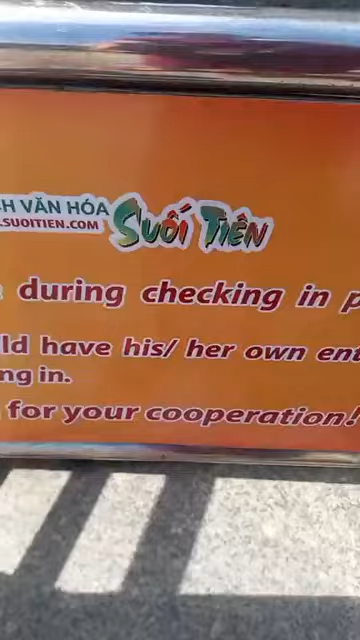 H VĂN HÓA SUỐI TIÊN
.SUOITIEN.COM
during checking in p
ld have his/ her own ent
ng in.
for your cooperation!